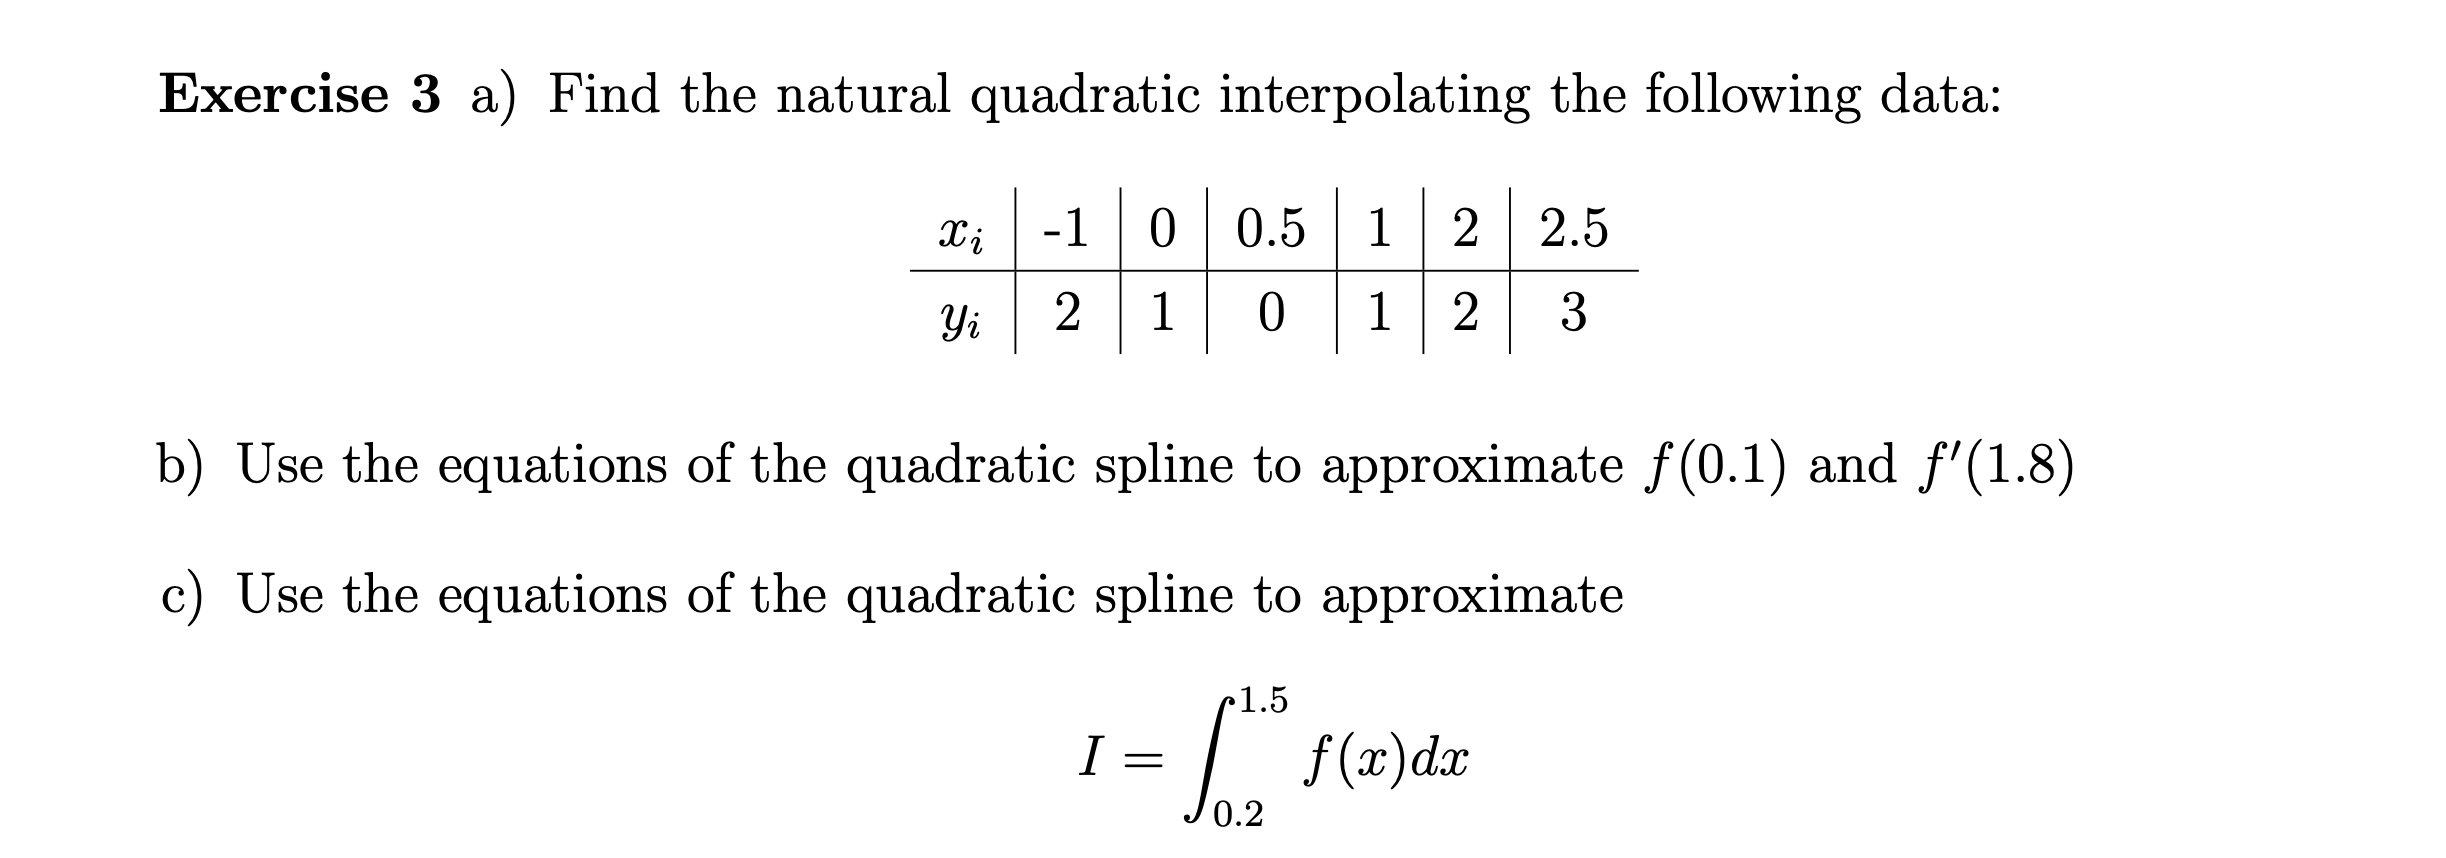 Exercise 3 a) Find the natural quadratic interpolating the following data:
x_i | -1 | 0 | 0.5 | 1 | 2 | 2.5
y_i | 2 | 1 | 0 | 1 | 2 | 3
b) Use the equations of the quadratic spline to approximate f(0.1) and f′(1.8)
c) Use the equations of the quadratic spline to approximate
I = ∫_{0.2}^{1.5} f(x)dx